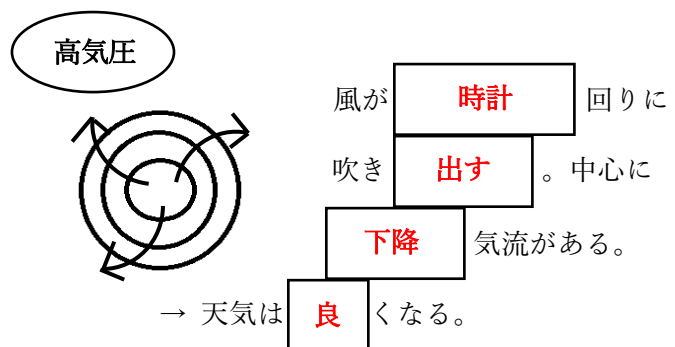 高気圧
風が 時計 回りに
吹き 出す 。中心に
下降 気流がある。
→ 天気は 良 くなる。